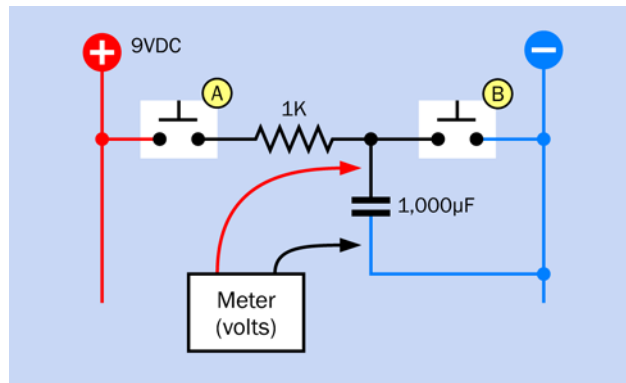 9VDC
A
B
1K
1,000µF
Meter
(volts)